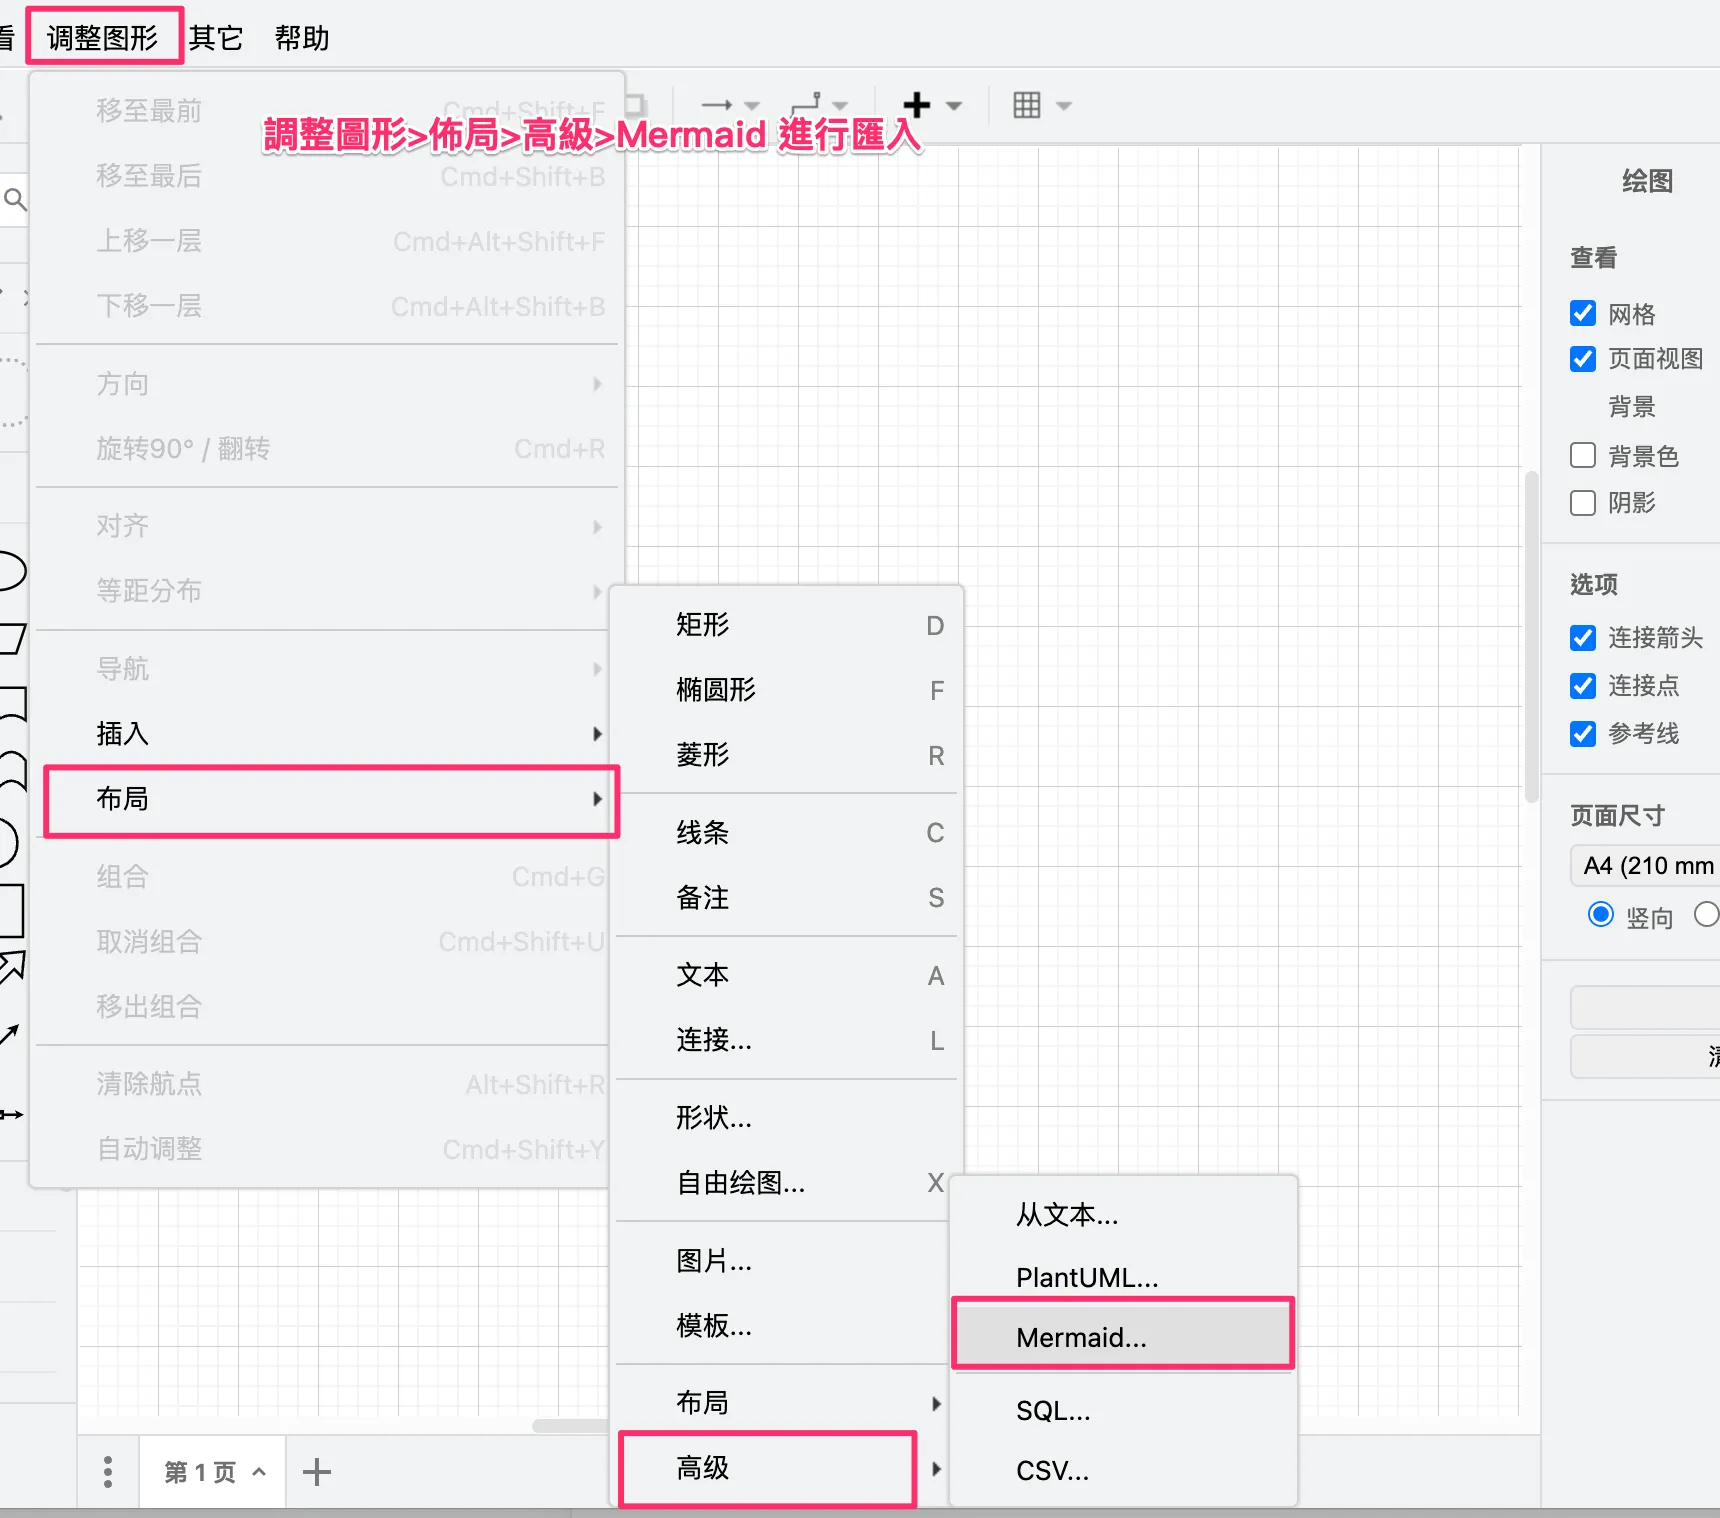 看 调整图形 其它 帮助
調整圖形>佈局>高級>Mermaid 進行匯入
移至最前 Cmd+Shift+F
移至最后 Cmd+Shift+B
上移一层 Cmd+Alt+Shift+F
下移一层 Cmd+Alt+Shift+B
方向
旋转90° / 翻转 Cmd+R
对齐
等距分布
导航
插入
布局
组合 Cmd+G
取消组合 Cmd+Shift+U
移出组合
清除航点 Alt+Shift+R
自动调整 Cmd+Shift+Y
矩形 D
椭圆形 F
菱形 R
线条 C
备注 S
文本 A
连接... L
形状...
自由绘图... X
图片...
模板...
布局
高级
从文本...
PlantUML...
Mermaid...
SQL...
CSV...
绘图
查看
网格
页面视图
背景
背景色
阴影
选项
连接箭头
连接点
参考线
页面尺寸
A4 (210 mm
竖向
第 1 页